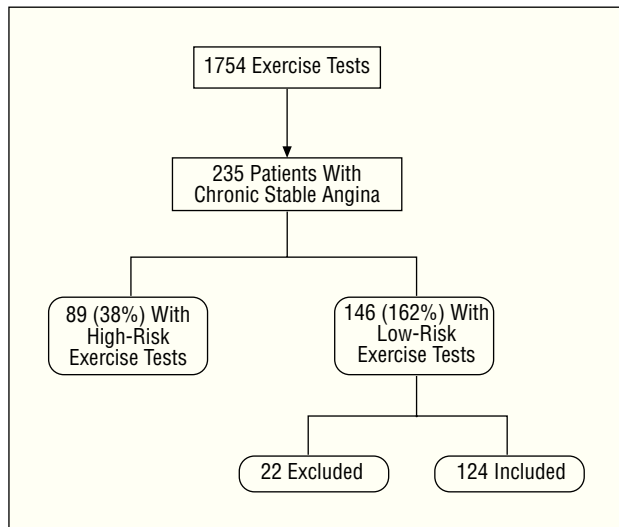 1754 Exercise Tests
235 Patients With
Chronic Stable Angina
89 (38%) With
High-Risk
Exercise Tests
146 (162%) With
Low-Risk
Exercise Tests
22 Excluded
124 Included